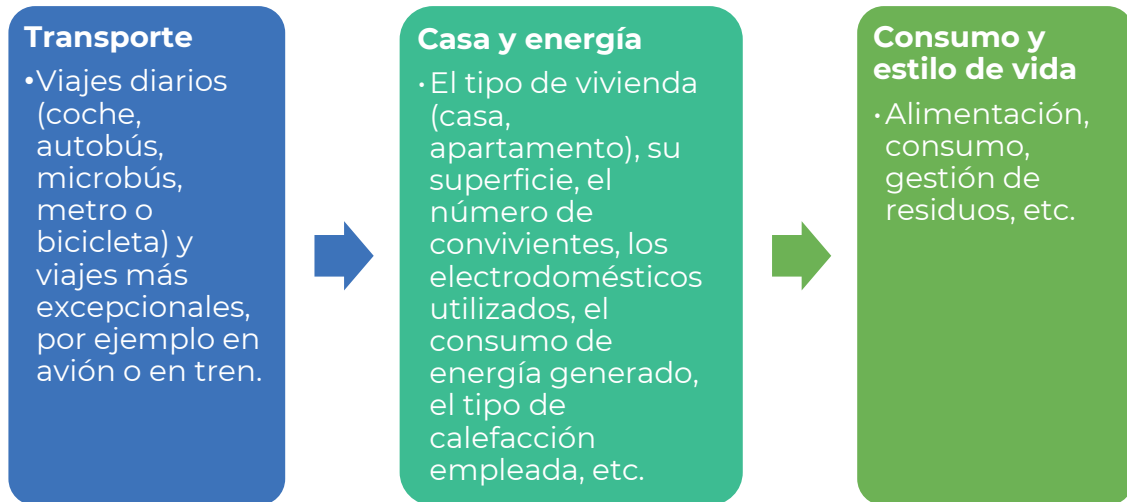 Transporte
•Viajes diarios
(coche,
autobús,
microbús,
metro o
bicicleta) y
viajes más
excepcionales,
por ejemplo en
avión o en tren.
Casa y energía
•El tipo de vivienda
(casa,
apartamento), su
superficie, el
número de
convivientes, los
electrodomésticos
utilizados, el
consumo de
energía generado,
el tipo de
calefacción
empleada, etc.
Consumo y
estilo de vida
•Alimentación,
consumo,
gestión de
residuos, etc.